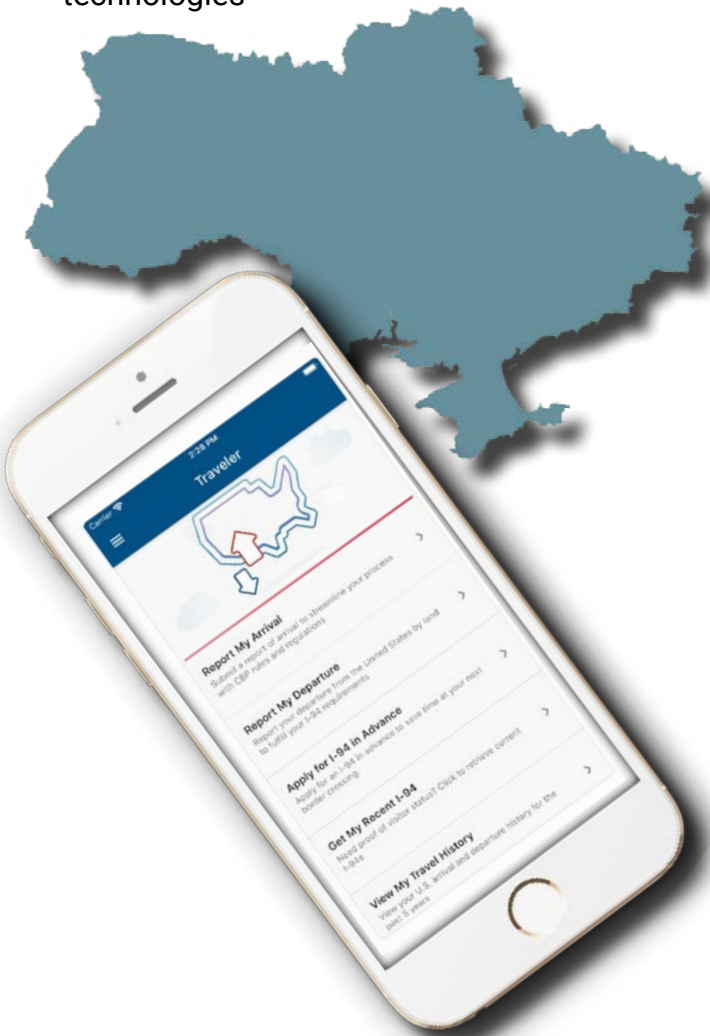 technologies
Carrier
2:28 PM
Traveler
Report My Arrival
Submit a report of arrival to streamline your process
with CBP rules and regulations
Report My Departure
Report your departure from the United States by land
to fulfill your I-94 requirements
Apply for I-94 in Advance
Apply for an I-94 in advance to save time at your next
border crossing.
Get My Recent I-94
Need proof of visitor status? Click to retrieve current
I-94s
View My Travel History
View your U.S. arrival and departure history for the
past 5 years